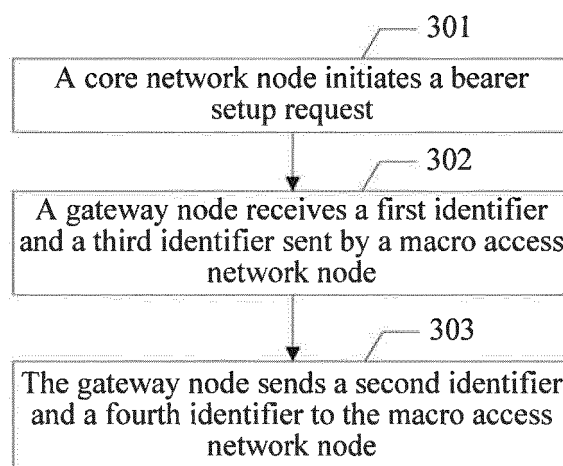 301
A core network node initiates a bearer
setup request
302
A gateway node receives a first identifier
and a third identifier sent by a macro access
network node
303
The gateway node sends a second identifier
and a fourth identifier to the macro access
network node